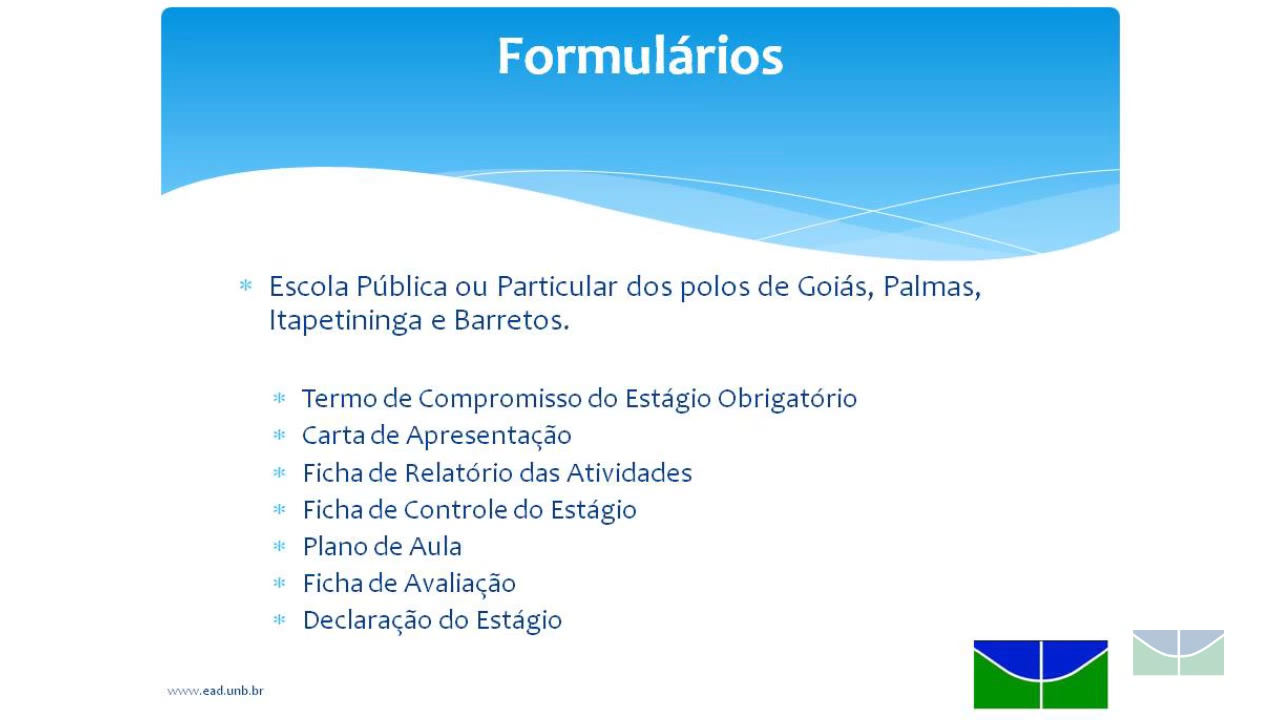 Formulários
Escola Pública ou Particular dos polos de Goiás, Palmas,
Itapetininga e Barretos.
Termo de Compromisso do Estágio Obrigatório
Carta de Apresentação
Ficha de Relatório das Atividades
Ficha de Controle do Estágio
Plano de Aula
Ficha de Avaliação
Declaração do Estágio
www.ead.unb.br